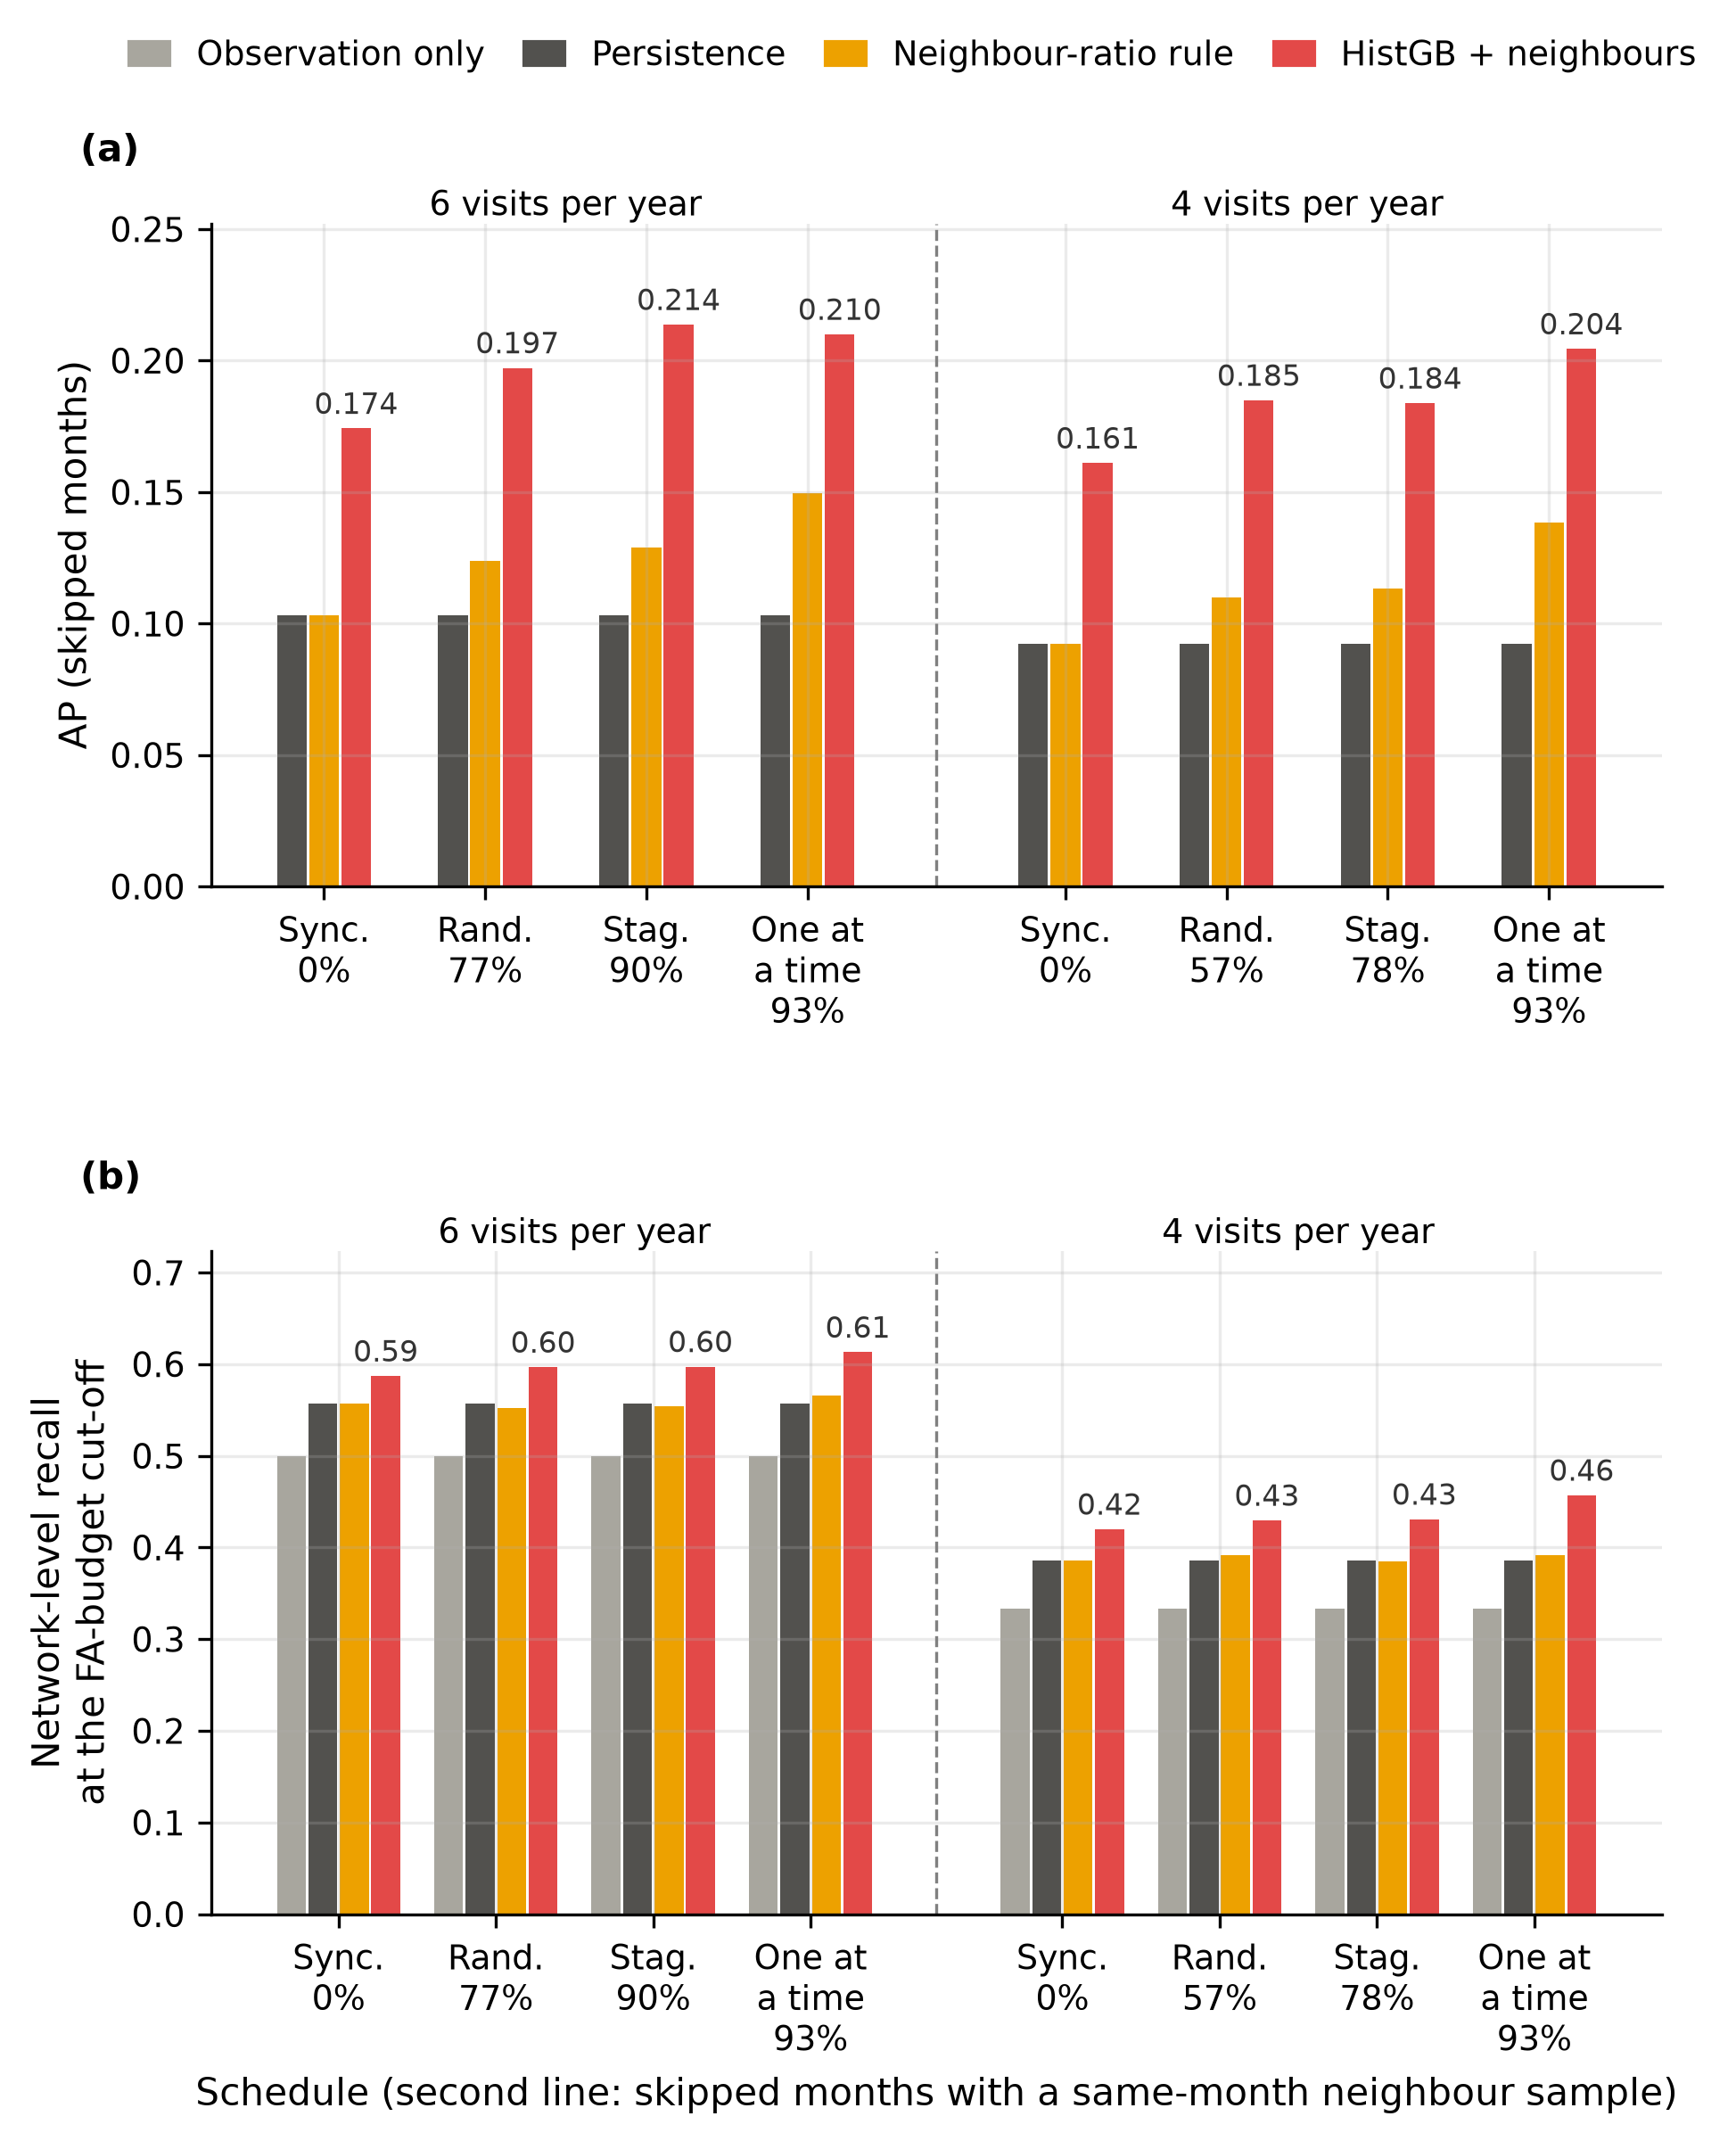 Observation only Persistence Neighbour-ratio rule HistGB + neighbours
(a)
6 visits per year 4 visits per year
AP (skipped months)
0.25
0.20
0.15
0.10
0.05
0.00
0.174 0.197 0.214 0.210 0.161 0.185 0.184 0.204
Sync. Rand. Stag. One at Sync. Rand. Stag. One at
0% 77% 90% a time 0% 57% 78% a time
93% 93%
(b)
6 visits per year 4 visits per year
Network-level recall
at the FA-budget cut-off
0.7
0.6
0.5
0.4
0.3
0.2
0.1
0.0
0.59 0.60 0.60 0.61 0.42 0.43 0.43 0.46
Sync. Rand. Stag. One at Sync. Rand. Stag. One at
0% 77% 90% a time 0% 57% 78% a time
93% 93%
Schedule (second line: skipped months with a same-month neighbour sample)